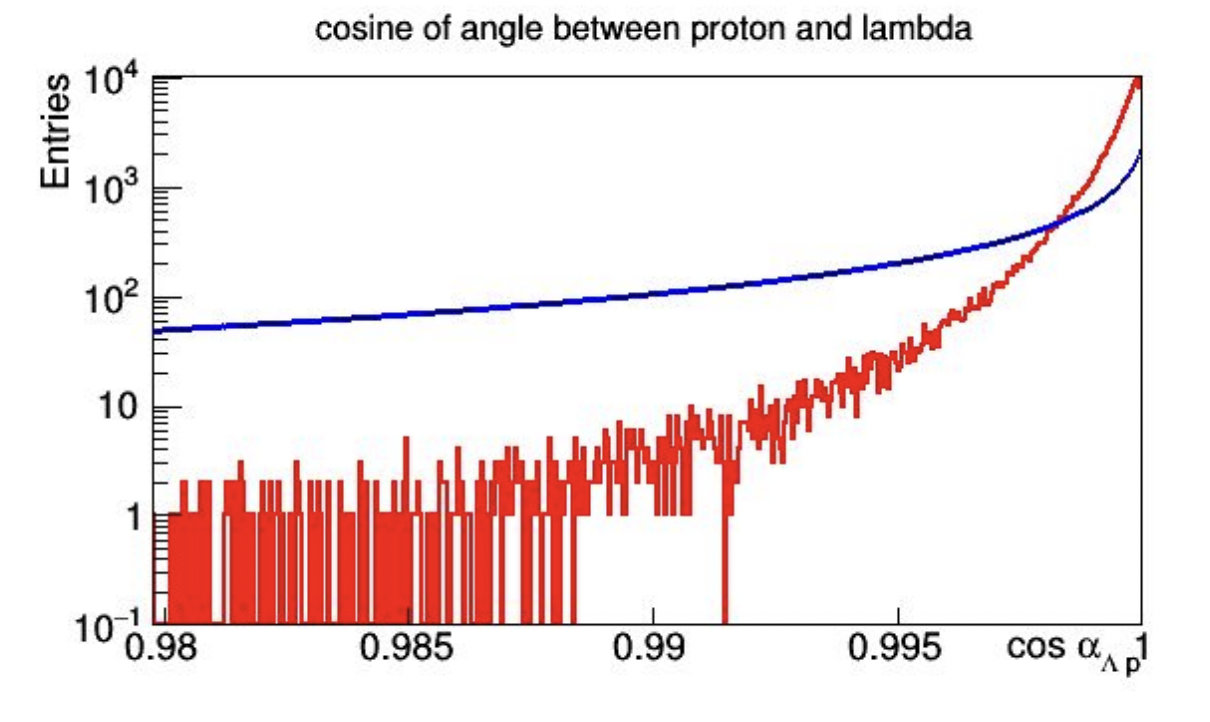 cosine of angle between proton and lambda
Entries
10⁴
10³
10²
10
1
10⁻¹
0.98 0.985 0.99 0.995 cos α_Λ p 1